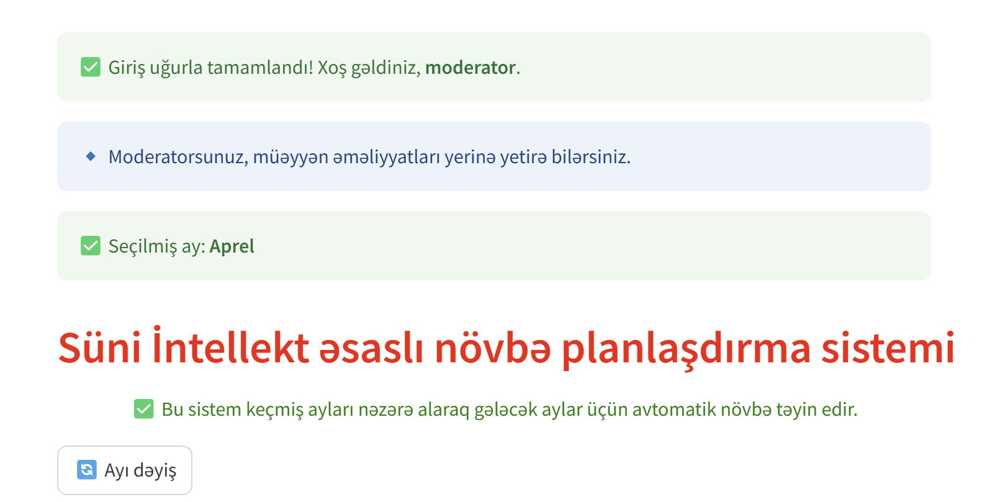 ✅ Giriş uğurla tamamlandı! Xoş gəldiniz, moderator.
🔹 Moderatorsunuz, müəyyən əməliyyatları yerinə yetirə bilərsiniz.
✅ Seçilmiş ay: Aprel
Süni İntellekt əsaslı növbə planlaşdırma sistemi
✅ Bu sistem keçmiş ayları nəzərə alaraq gələcək aylar üçün avtomatik növbə təyin edir.
🔄 Ayı dəyiş